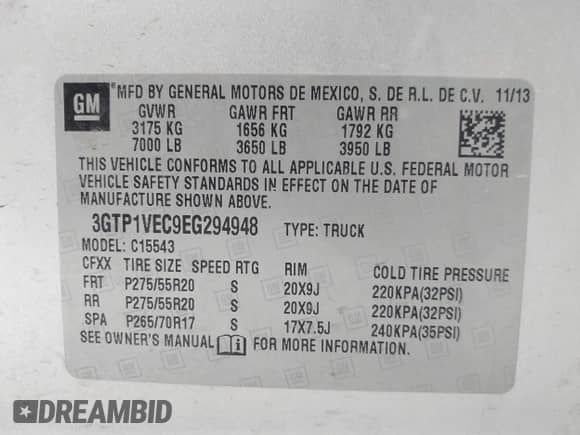 GM
®MFD BY GENERAL MOTORS DE MEXICO, S. DE R.L. DE C.V. 11/13
GVWR GAWR FRT GAWR RR
3175 KG 1656 KG 1792 KG
7000 LB 3650 LB 3950 LB
THIS VEHICLE CONFORMS TO ALL APPLICABLE U.S. FEDERAL MOTOR
VEHICLE SAFETY STANDARDS IN EFFECT ON THE DATE OF
MANUFACTURE SHOWN ABOVE.
3GTP1VEC9EG294948 TYPE: TRUCK
MODEL: C15543
CFXX TIRE SIZE SPEED RTG RIM COLD TIRE PRESSURE
FRT P275/55R20 S 20X9J 220KPA(32PSI)
RR P275/55R20 S 20X9J 220KPA(32PSI)
SPA P265/70R17 S 17X7.5J 240KPA(35PSI)
SEE OWNER'S MANUAL FOR MORE INFORMATION.
DREAMBID